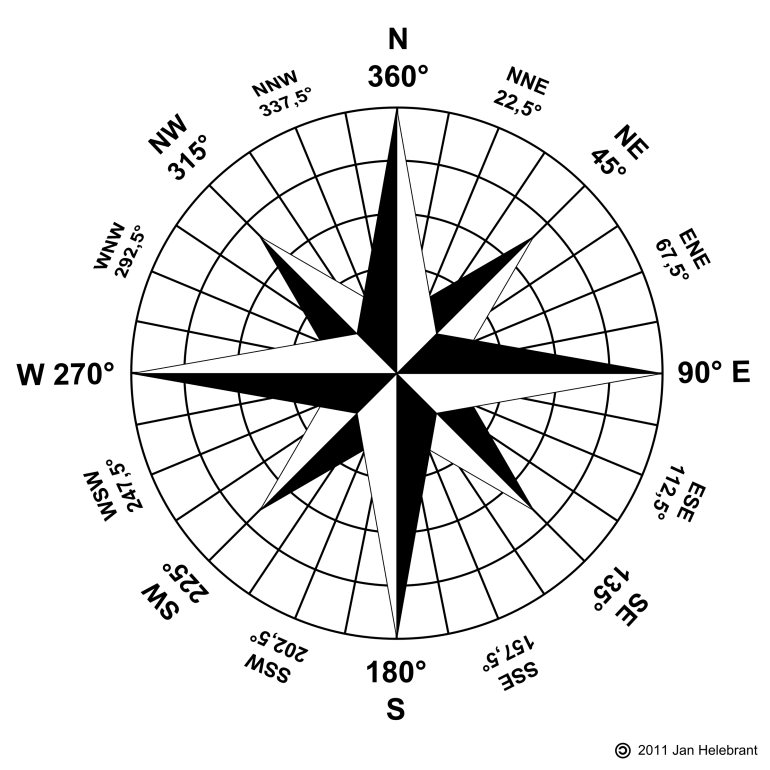 N
360°
NNE
22,5°
NE
45°
ENE
67,5°
90° E
ESE
112,5°
SE
135°
SSE
157,5°
180°
S
SSW
202,5°
SW
225°
WSW
247,5°
W 270°
WNW
292,5°
NW
315°
NNW
337,5°
© 2011 Jan Helebrant